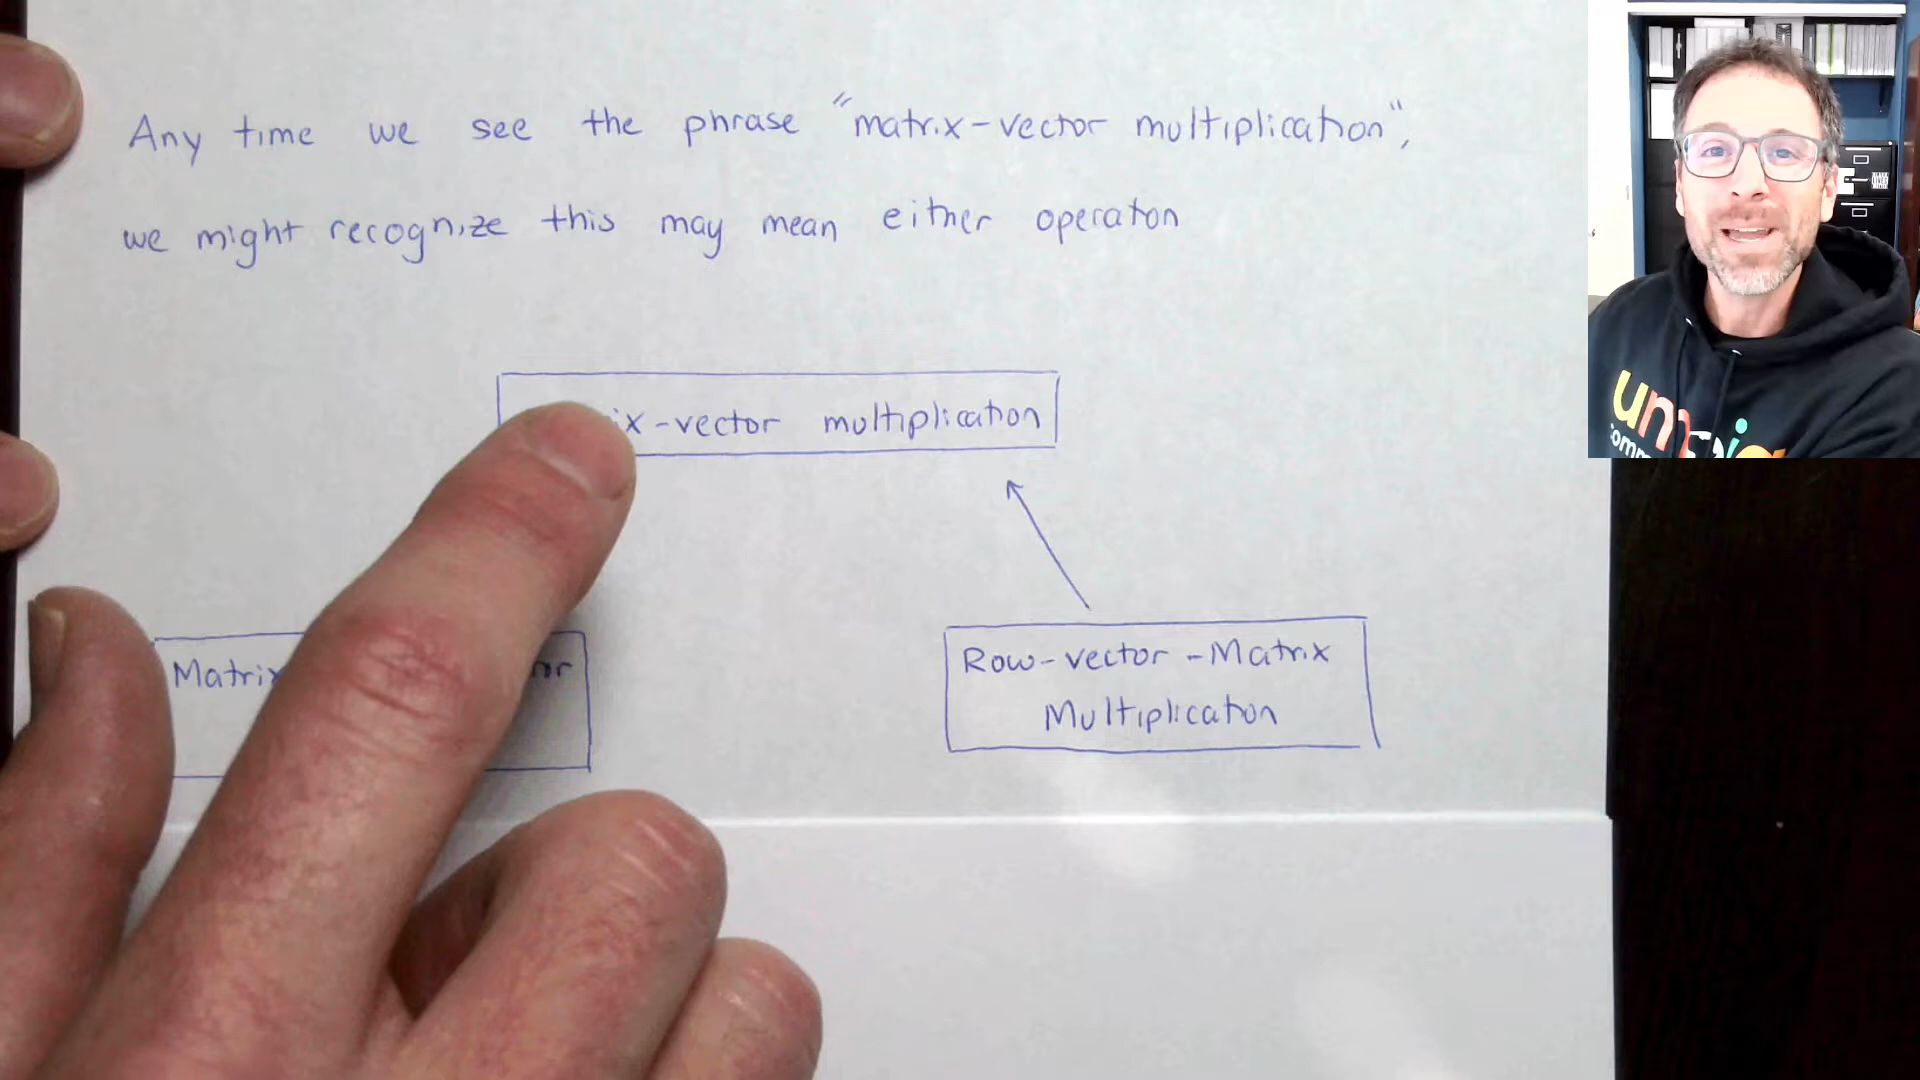 Any time we see the phrase "matrix-vector multiplication",
we might recognize this may mean either operation
-vector multiplication
Matrix
Row-vector-Matrix
Multiplication